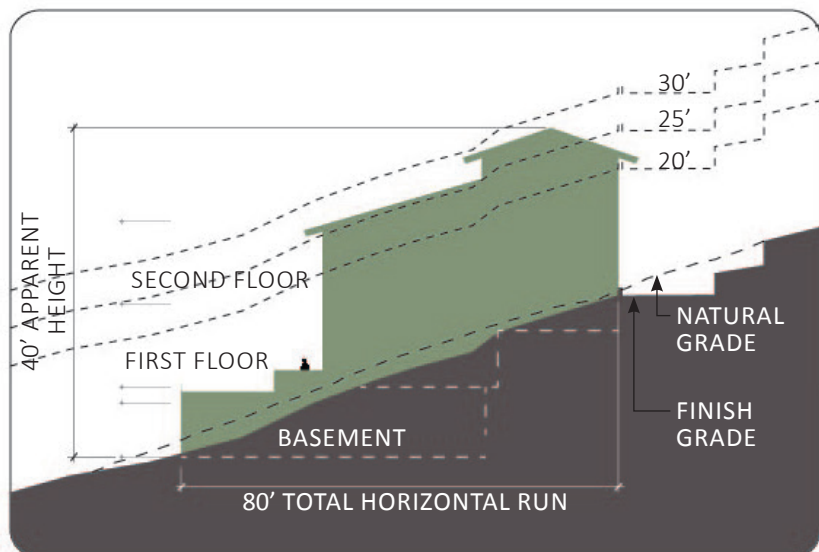 30’
25’
20’
40’ APPARENT
HEIGHT
SECOND FLOOR
FIRST FLOOR
NATURAL
GRADE
FINISH
GRADE
BASEMENT
80’ TOTAL HORIZONTAL RUN